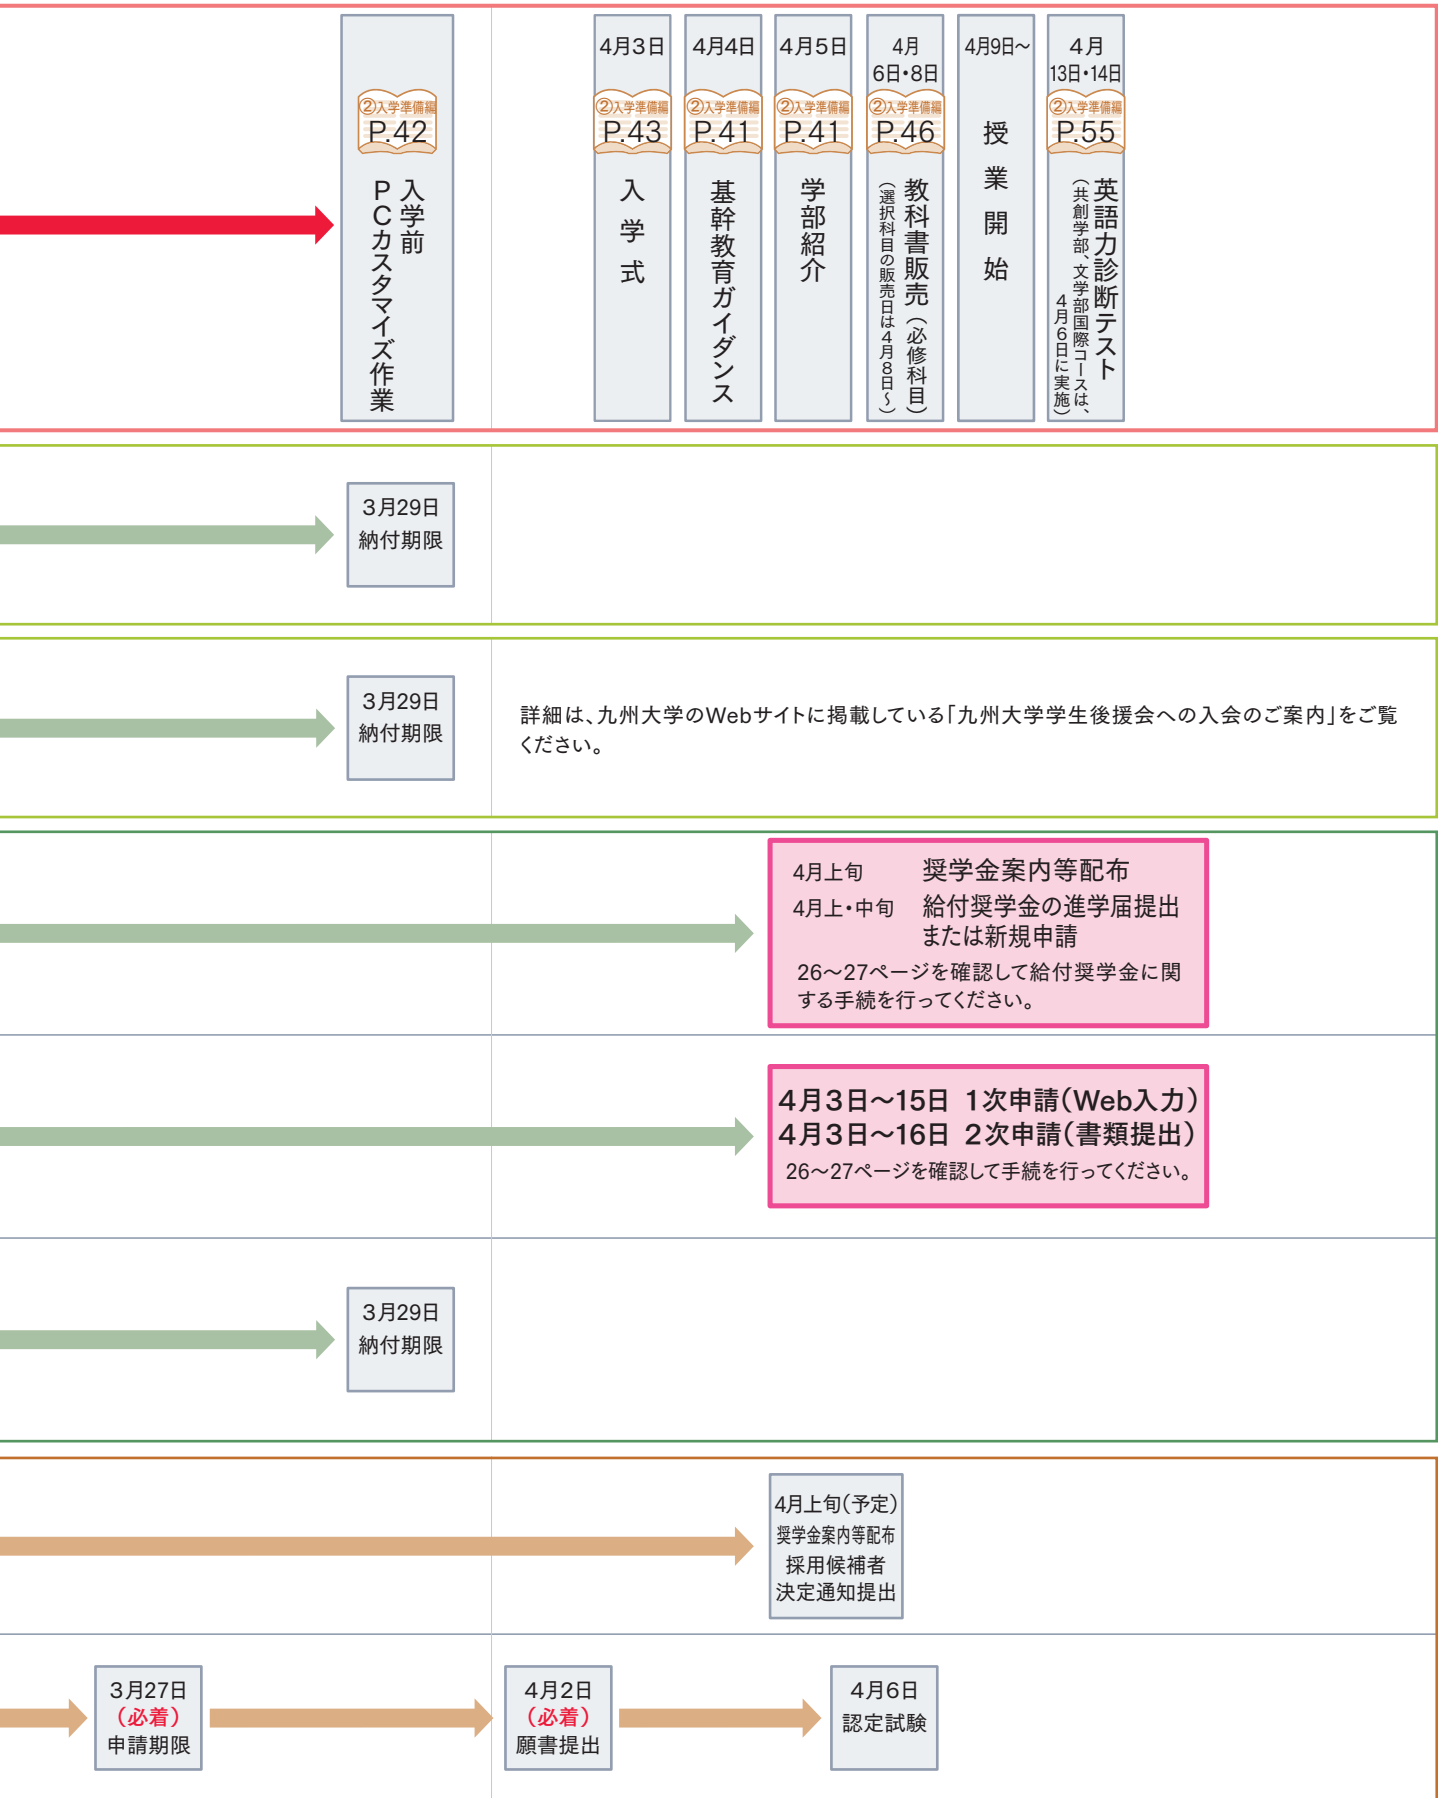 ②入学準備編
P.42
入学前
PCカスタマイズ作業
4月3日
②入学準備編
P.43
入学式
4月4日
②入学準備編
P.41
基幹教育ガイダンス
4月5日
②入学準備編
P.41
学部紹介
4月
6日・8日
②入学準備編
P.46
教科書販売（必修科目）
（選択科目の販売日は4月8日～）
4月9日～
授業開始
4月
13日・14日
②入学準備編
P.55
英語力診断テスト
（共創学部、文学部国際コースは、
4月6日に実施）
3月29日
納付期限
3月29日
納付期限
詳細は、九州大学のWebサイトに掲載している「九州大学学生後援会への入会のご案内」をご覧
ください。
4月上旬 奨学金案内等配布
4月上・中旬 給付奨学金の進学届提出
または新規申請
26～27ページを確認して給付奨学金に関
する手続を行ってください。
4月3日～15日 1次申請（Web入力）
4月3日～16日 2次申請（書類提出）
26～27ページを確認して手続を行ってください。
3月29日
納付期限
4月上旬（予定）
奨学金案内等配布
採用候補者
決定通知提出
3月27日
（必着）
申請期限
4月2日
（必着）
願書提出
4月6日
認定試験